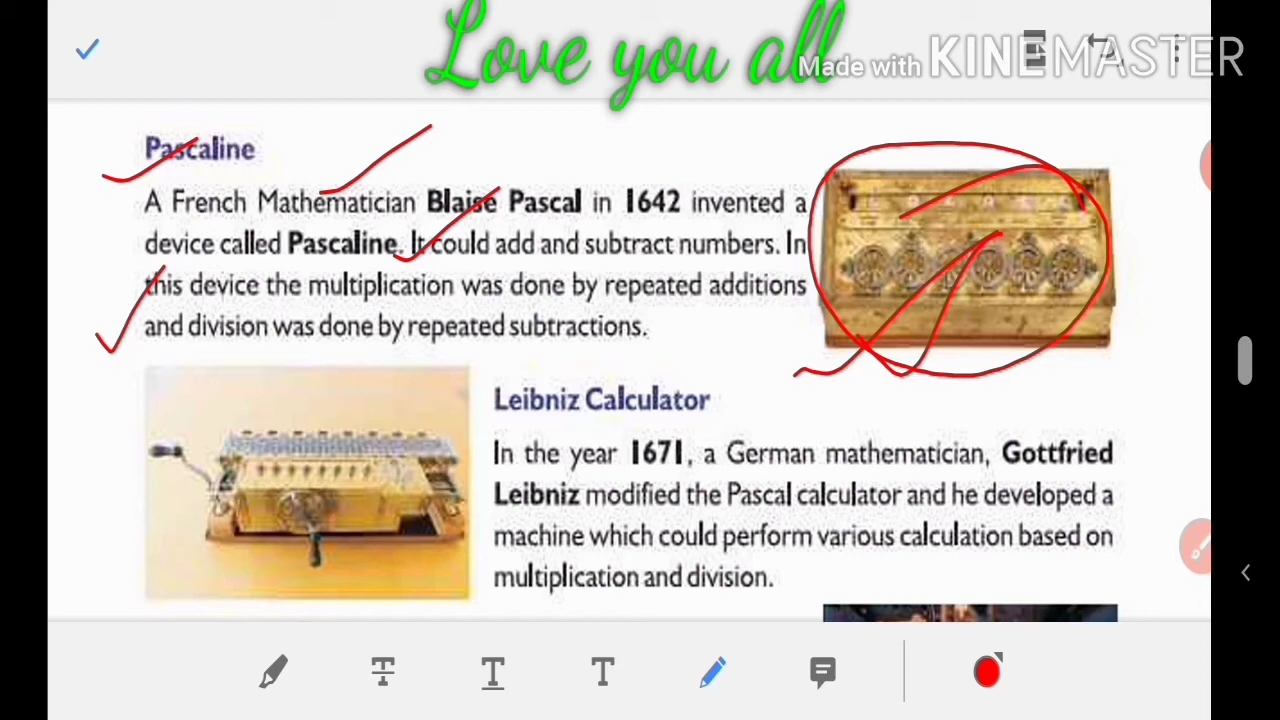 Love you all
Made with KINEMASTER
Pascaline
A French Mathematician Blaise Pascal in 1642 invented a
device called Pascaline. It could add and subtract numbers. In
this device the multiplication was done by repeated additions
and division was done by repeated subtractions.
Leibniz Calculator
In the year 1671, a German mathematician, Gottfried
Leibniz modified the Pascal calculator and he developed a
machine which could perform various calculation based on
multiplication and division.